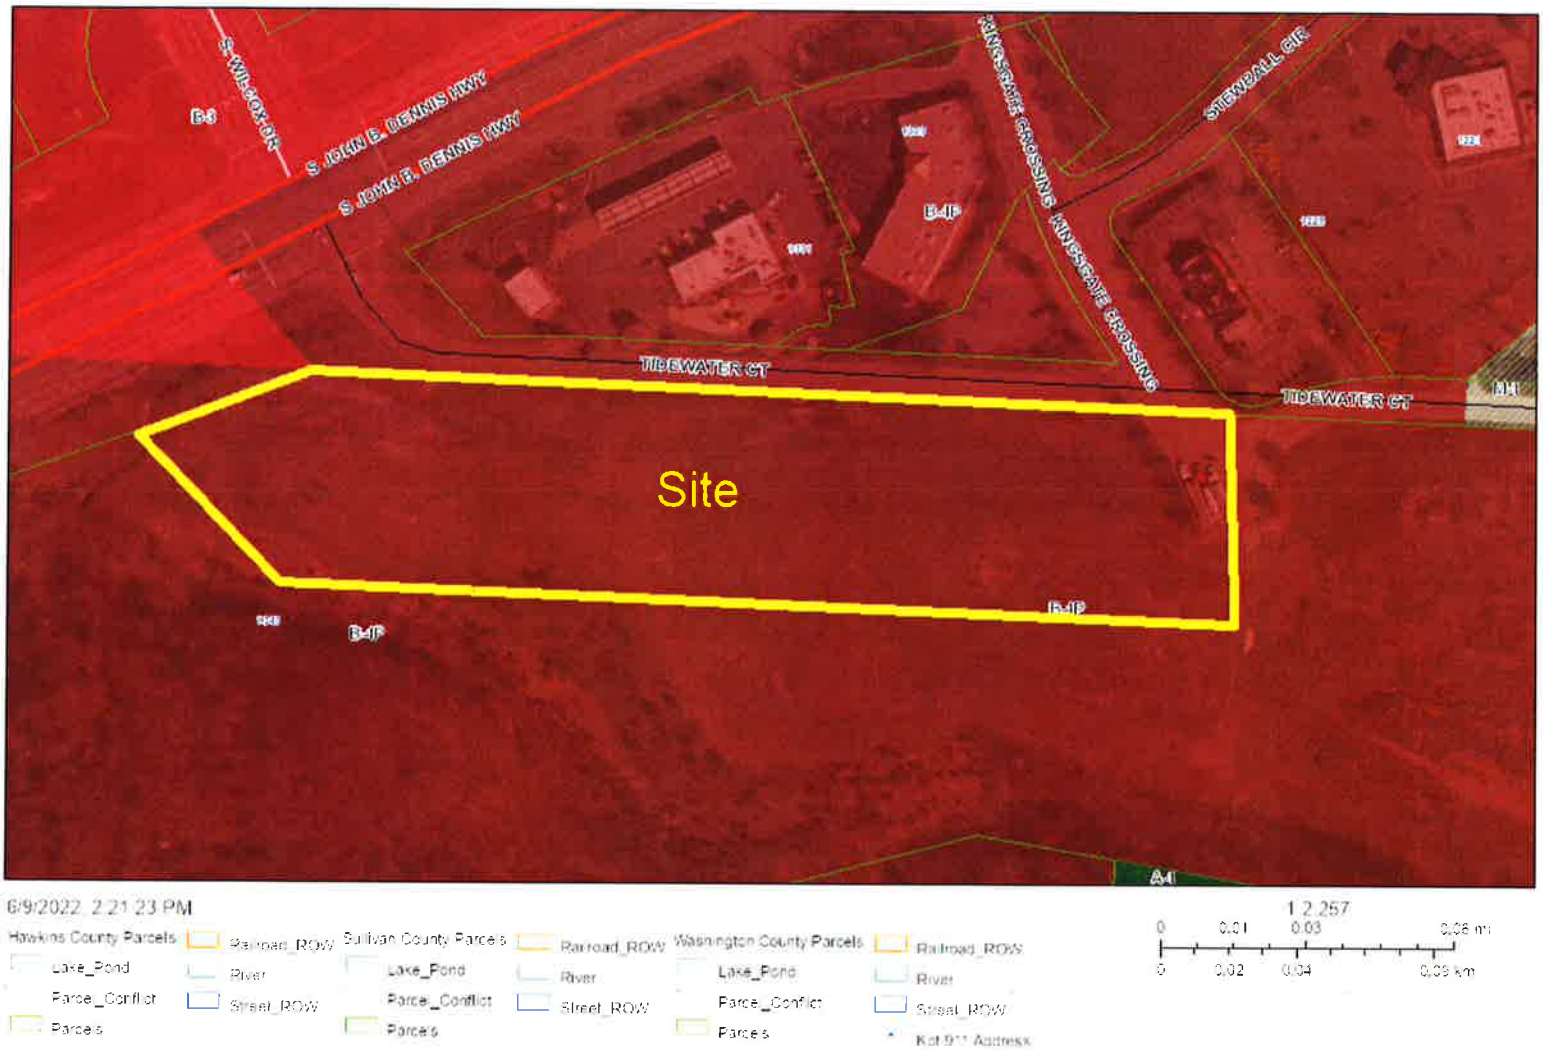 S. WILCOX DR
B-3
S JOHN B. DENNIS HWY
S JOHN B. DENNIS HWY
KINGSGATE CROSSING
KINGSGATE CROSSING
STEWBALL CIR
B-4P
TIDEWATER CT
TIDEWATER CT
M-1
Site
B-4P
B-4P
A-1
6/9/2022, 2:21:23 PM
Hawkins County Parcels
Lake_Pond
Parcel_Conflict
Parcels
Railroad_ROW
River
Street_ROW
Sullivan County Parcels
Lake_Pond
Parcel_Conflict
Parcels
Railroad_ROW
River
Street_ROW
Washington County Parcels
Lake_Pond
Parcel_Conflict
Parcels
Railroad_ROW
River
Street_ROW
Kpt 911 Address
1:2,257
0 0.01 0.03 0.06 mi
0 0.02 0.04 0.09 km